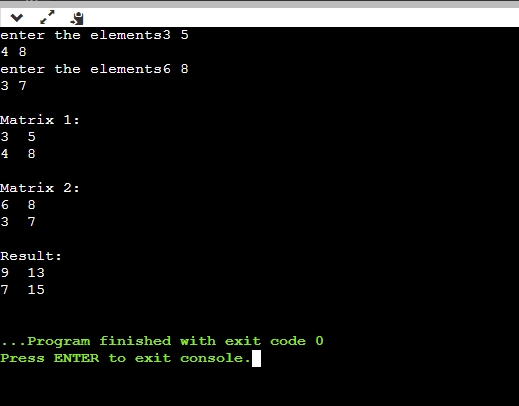 enter the elements3 5
4 8
enter the elements6 8
3 7
Matrix 1:
3 5
4 8
Matrix 2:
6 8
3 7
Result:
9 13
7 15
...Program finished with exit code 0
Press ENTER to exit console.